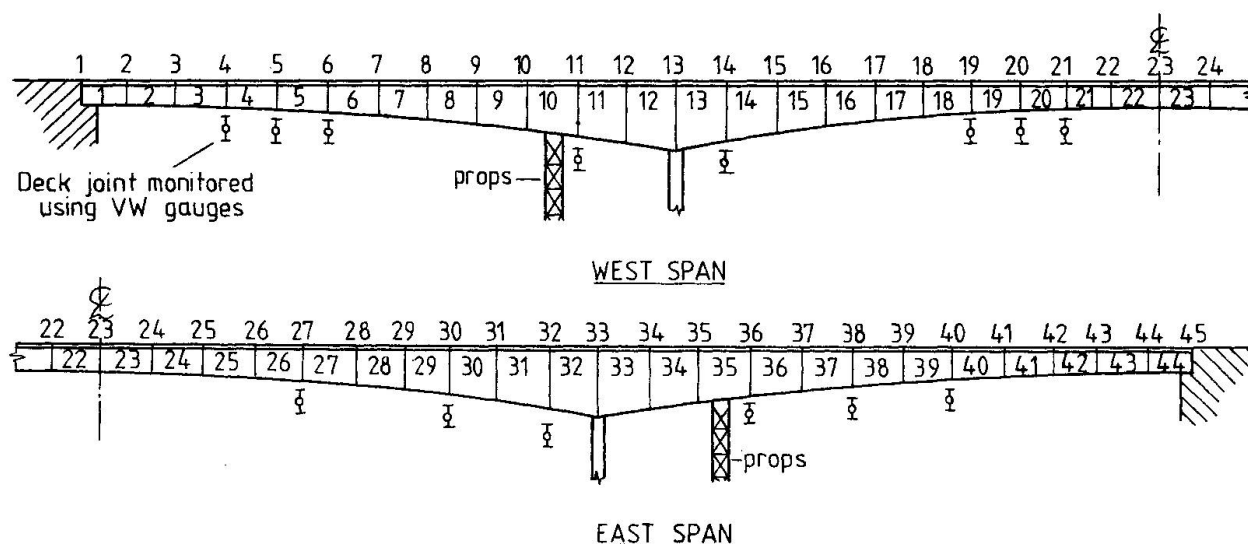 ℄
1 2 3 4 5 6 7 8 9 10 11 12 13 14 15 16 17 18 19 20 21 22 23 24
1 2 3 4 5 6 7 8 9 10 11 12 13 14 15 16 17 18 19 20 21 22 23
Deck joint monitored
using VW gauges
props
WEST SPAN
℄
22 23 24 25 26 27 28 29 30 31 32 33 34 35 36 37 38 39 40 41 42 43 44 45
22 23 24 25 26 27 28 29 30 31 32 33 34 35 36 37 38 39 40 41 42 43 44
props
EAST SPAN